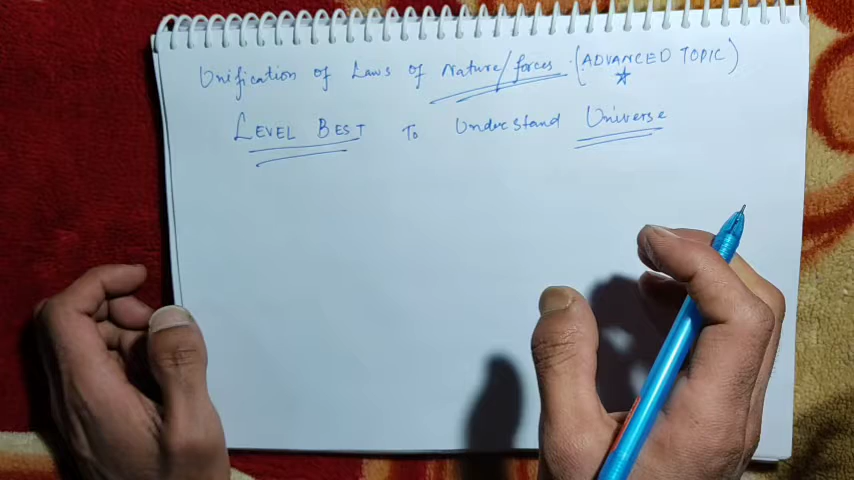 Unification of Laws of Nature/forces. (ADVANCED TOPIC)
LEVEL BEST To Understand Universe